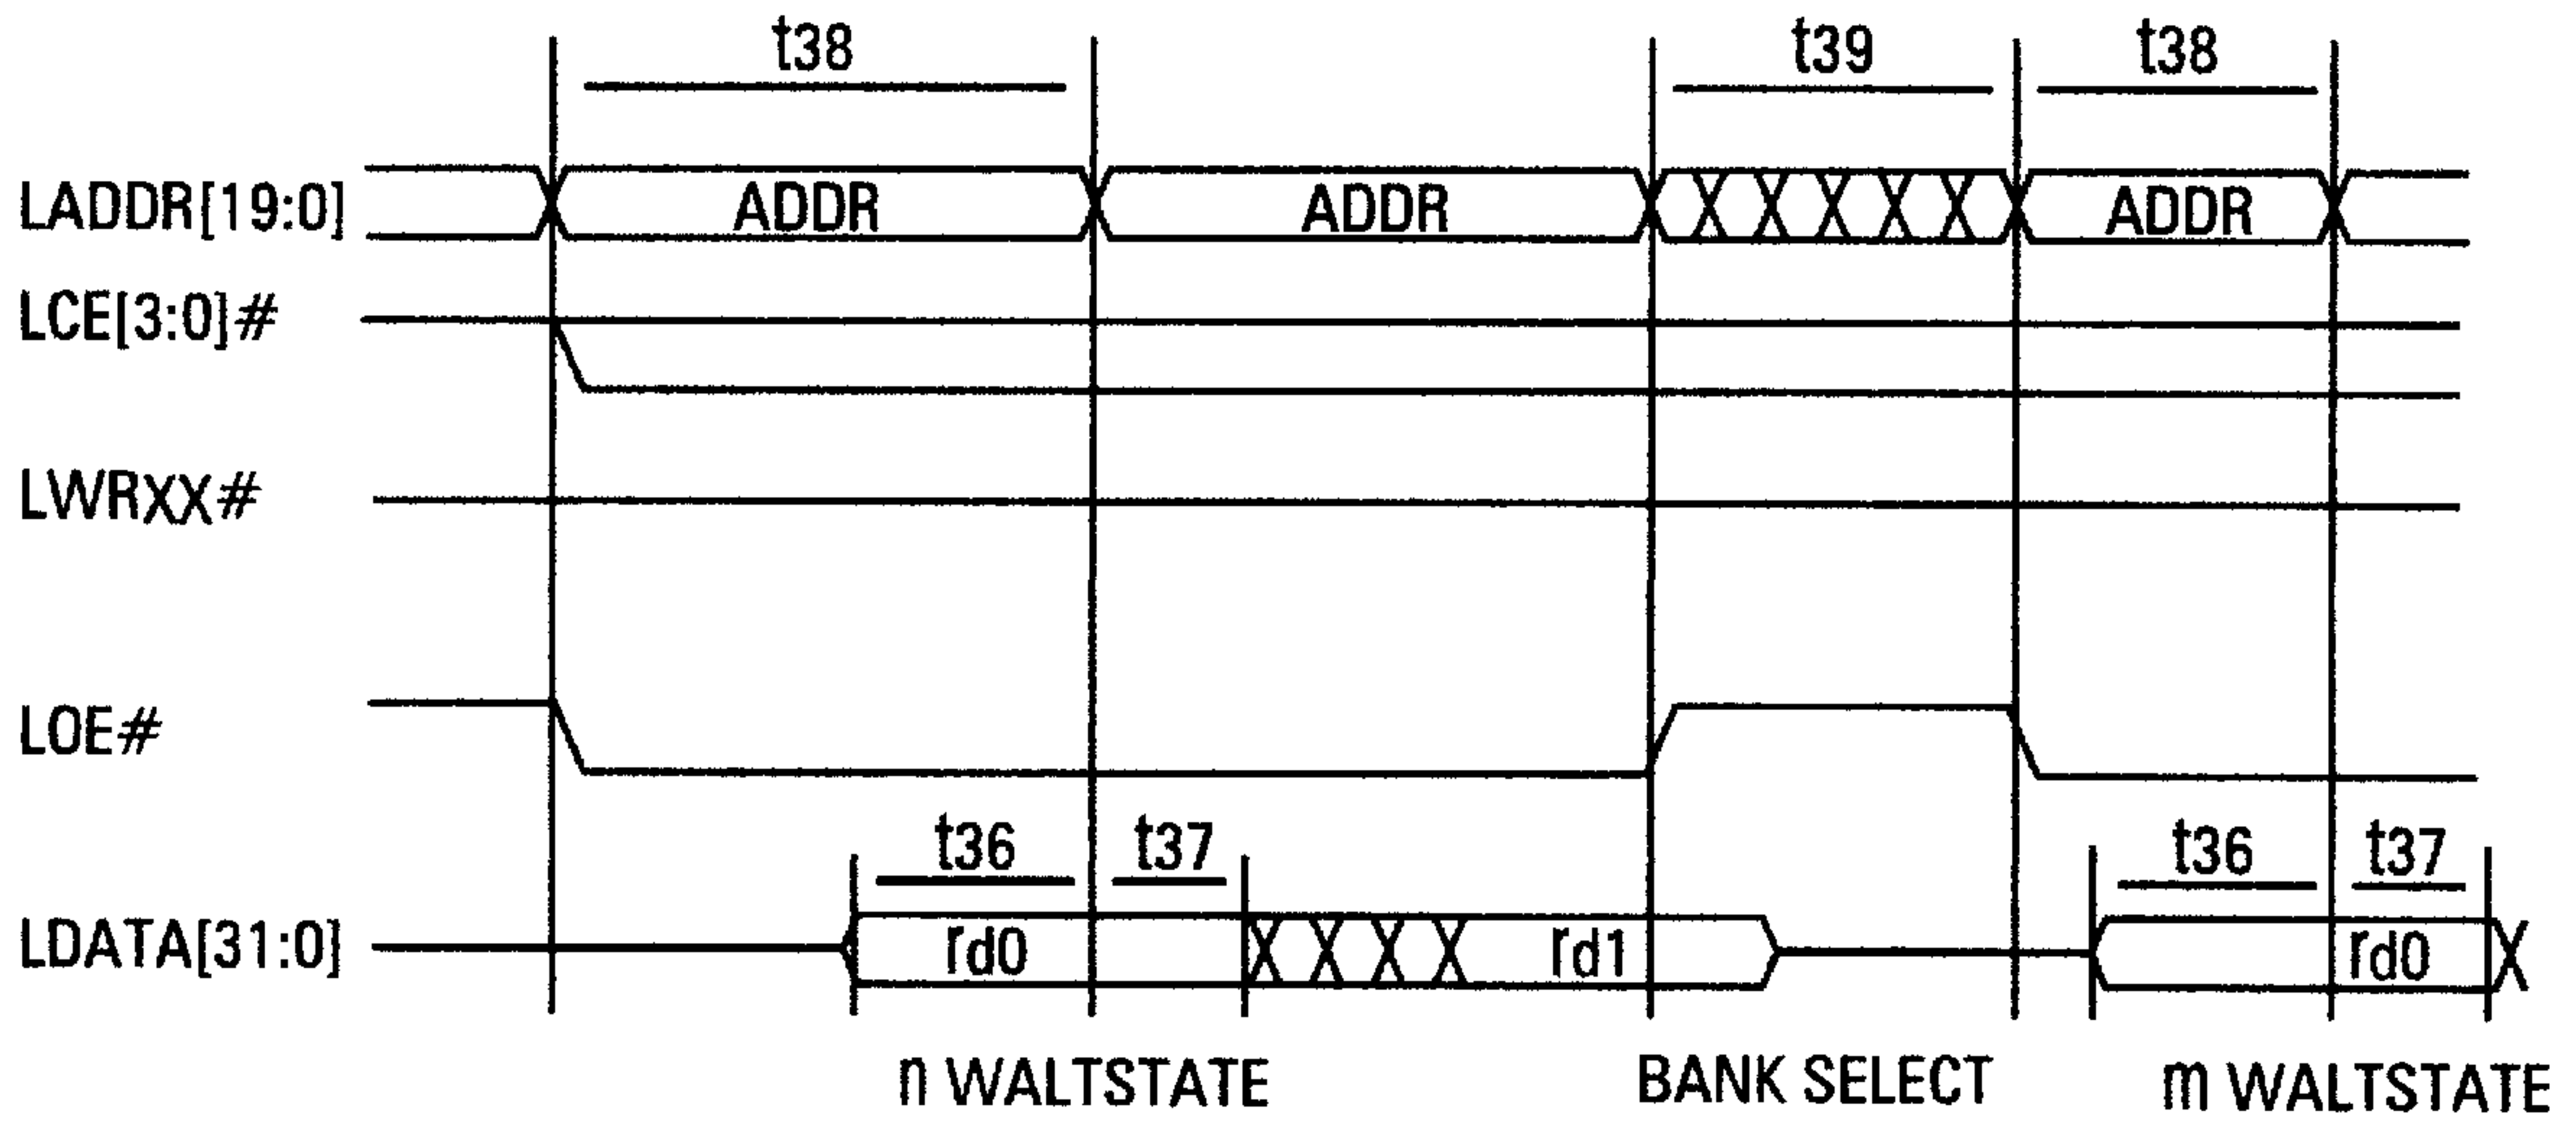 t38 t39 t38
LADDR[19:0] ADDR ADDR ADDR
LCE[3:0]#
LWRXX#
LOE#
t36 t37 t36 t37
LDATA[31:0] rd0 rd1 rd0
n WALTSTATE BANK SELECT m WALTSTATE